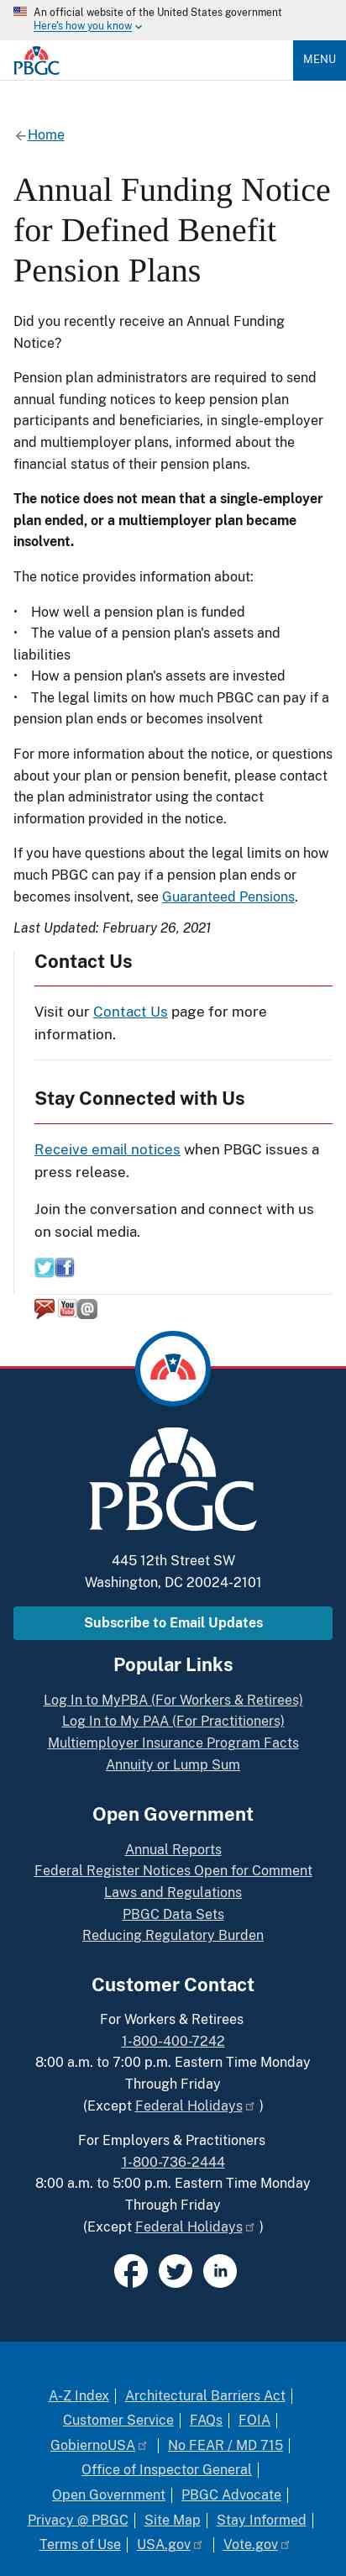 An official website of the United States government
Here's how you know
PBGC
MENU
Home
Annual Funding Notice
for Defined Benefit
Pension Plans
Did you recently receive an Annual Funding
Notice?
Pension plan administrators are required to send
annual funding notices to keep pension plan
participants and beneficiaries, in single-employer
and multiemployer plans, informed about the
financial status of their pension plans.
The notice does not mean that a single-employer
plan ended, or a multiemployer plan became
insolvent.
The notice provides information about:
• How well a pension plan is funded
• The value of a pension plan's assets and
liabilities
• How a pension plan's assets are invested
• The legal limits on how much PBGC can pay if a
pension plan ends or becomes insolvent
For more information about the notice, or questions
about your plan or pension benefit, please contact
the plan administrator using the contact
information provided in the notice.
If you have questions about the legal limits on how
much PBGC can pay if a pension plan ends or
becomes insolvent, see Guaranteed Pensions.
Last Updated: February 26, 2021
Contact Us
Visit our Contact Us page for more
information.
Stay Connected with Us
Receive email notices when PBGC issues a
press release.
Join the conversation and connect with us
on social media.
You Tube @
PBGC
445 12th Street SW
Washington, DC 20024-2101
Subscribe to Email Updates
Popular Links
Log In to MyPBA (For Workers & Retirees)
Log In to My PAA (For Practitioners)
Multiemployer Insurance Program Facts
Annuity or Lump Sum
Open Government
Annual Reports
Federal Register Notices Open for Comment
Laws and Regulations
PBGC Data Sets
Reducing Regulatory Burden
Customer Contact
For Workers & Retirees
1-800-400-7242
8:00 a.m. to 7:00 p.m. Eastern Time Monday
Through Friday
(Except Federal Holidays )
For Employers & Practitioners
1-800-736-2444
8:00 a.m. to 5:00 p.m. Eastern Time Monday
Through Friday
(Except Federal Holidays )
in
A-Z Index | Architectural Barriers Act |
Customer Service | FAQs | FOIA |
GobiernoUSA | No FEAR / MD 715 |
Office of Inspector General |
Open Government | PBGC Advocate |
Privacy @ PBGC | Site Map | Stay Informed |
Terms of Use | USA.gov | Vote.gov